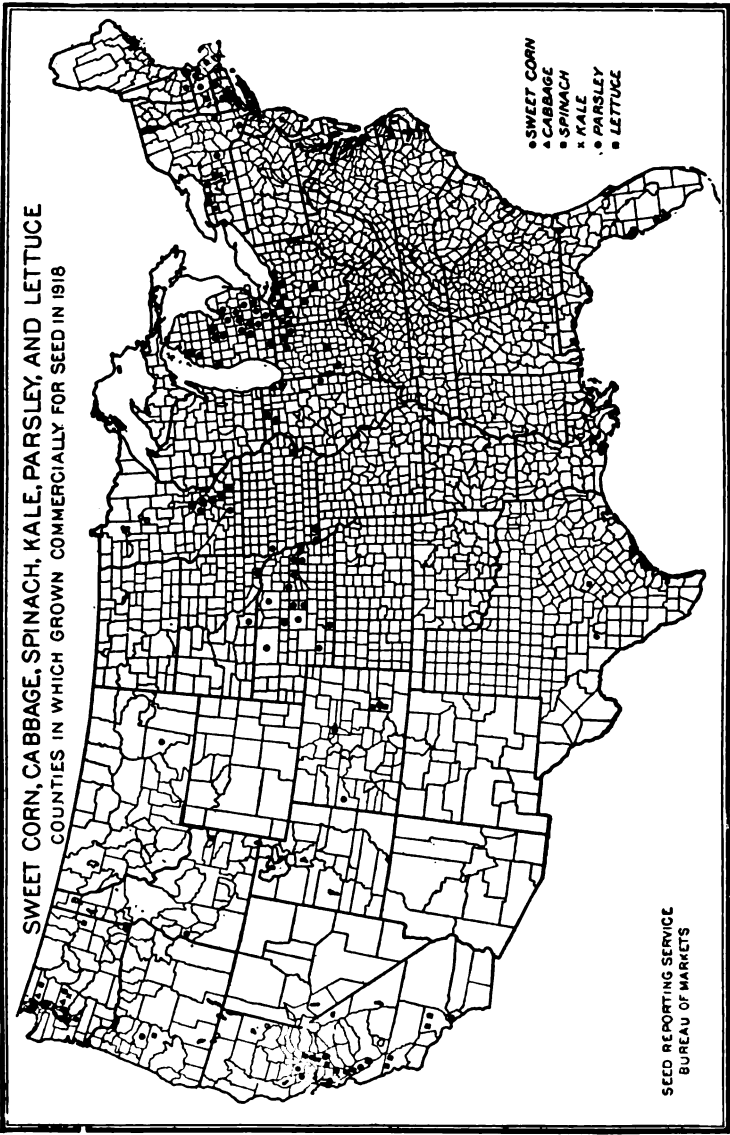 SWEET CORN, CABBAGE, SPINACH, KALE, PARSLEY, AND LETTUCE
COUNTIES IN WHICH GROWN COMMERCIALLY FOR SEED IN 1918
SWEET CORN
CABBAGE
SPINACH
KALE
PARSLEY
LETTUCE
SEED REPORTING SERVICE
BUREAU OF MARKETS